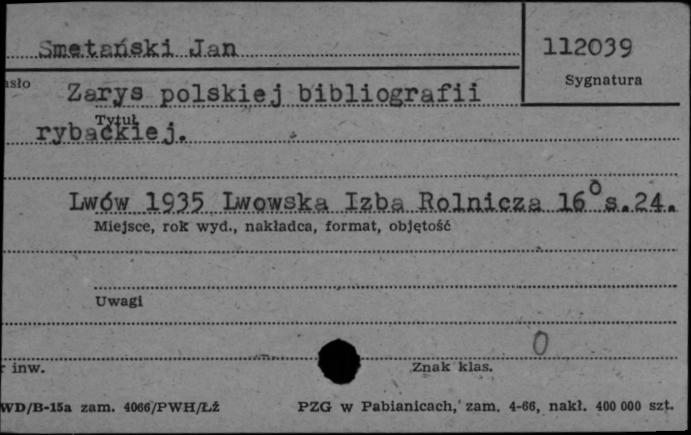 Smetański Jan
112039
Sygnatura
asło
Zarys polskiej bibliografii
Tytuł
rybackiej.
Lwów 1935 Lwowska Izba Rolnicza 16° s.24.
Miejsce, rok wyd., nakładca, format, objętość
Uwagi
0
r inw.
Znak klas.
WD/B-15a zam. 4066/PWH/Łż
PZG w Pabianicach, zam. 4-66, nakł. 400 000 szt.